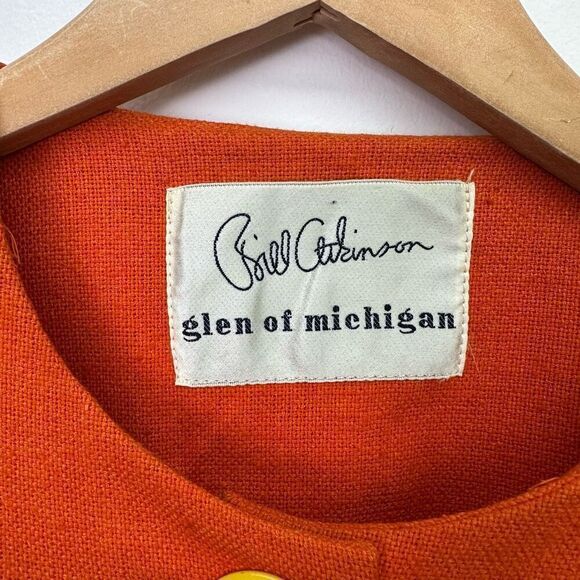 Bill Atkinson
glen of michigan